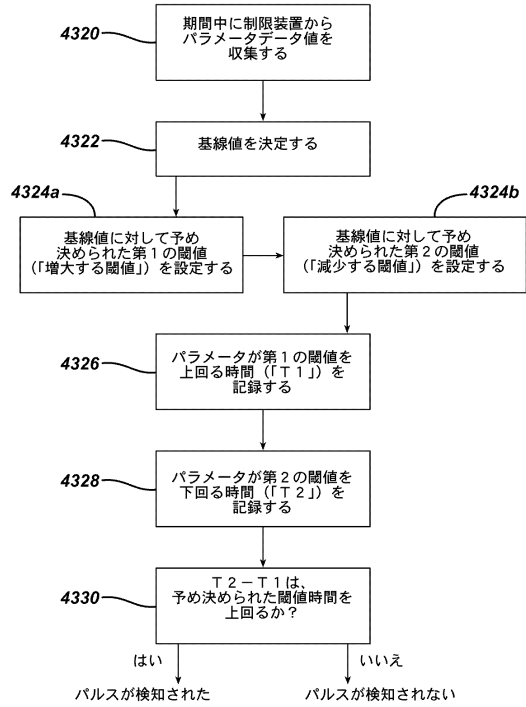 4320
期間中に制限装置から
パラメータデータ値を
収集する
4322
基線値を決定する
4324a
4324b
基線値に対して予め
決められた第1の閾値
(「増大する閾値」)を設定する
基線値に対して予め
決められた第2の閾値
(「減少する閾値」)を設定する
4326
パラメータが第1の閾値を
上回る時間(「T1」)を
記録する
4328
パラメータが第2の閾値を
下回る時間(「T2」)を
記録する
4330
T2-T1は、
予め決められた閾値時間を
上回るか?
はい
いいえ
パルスが検知された
パルスが検知されない